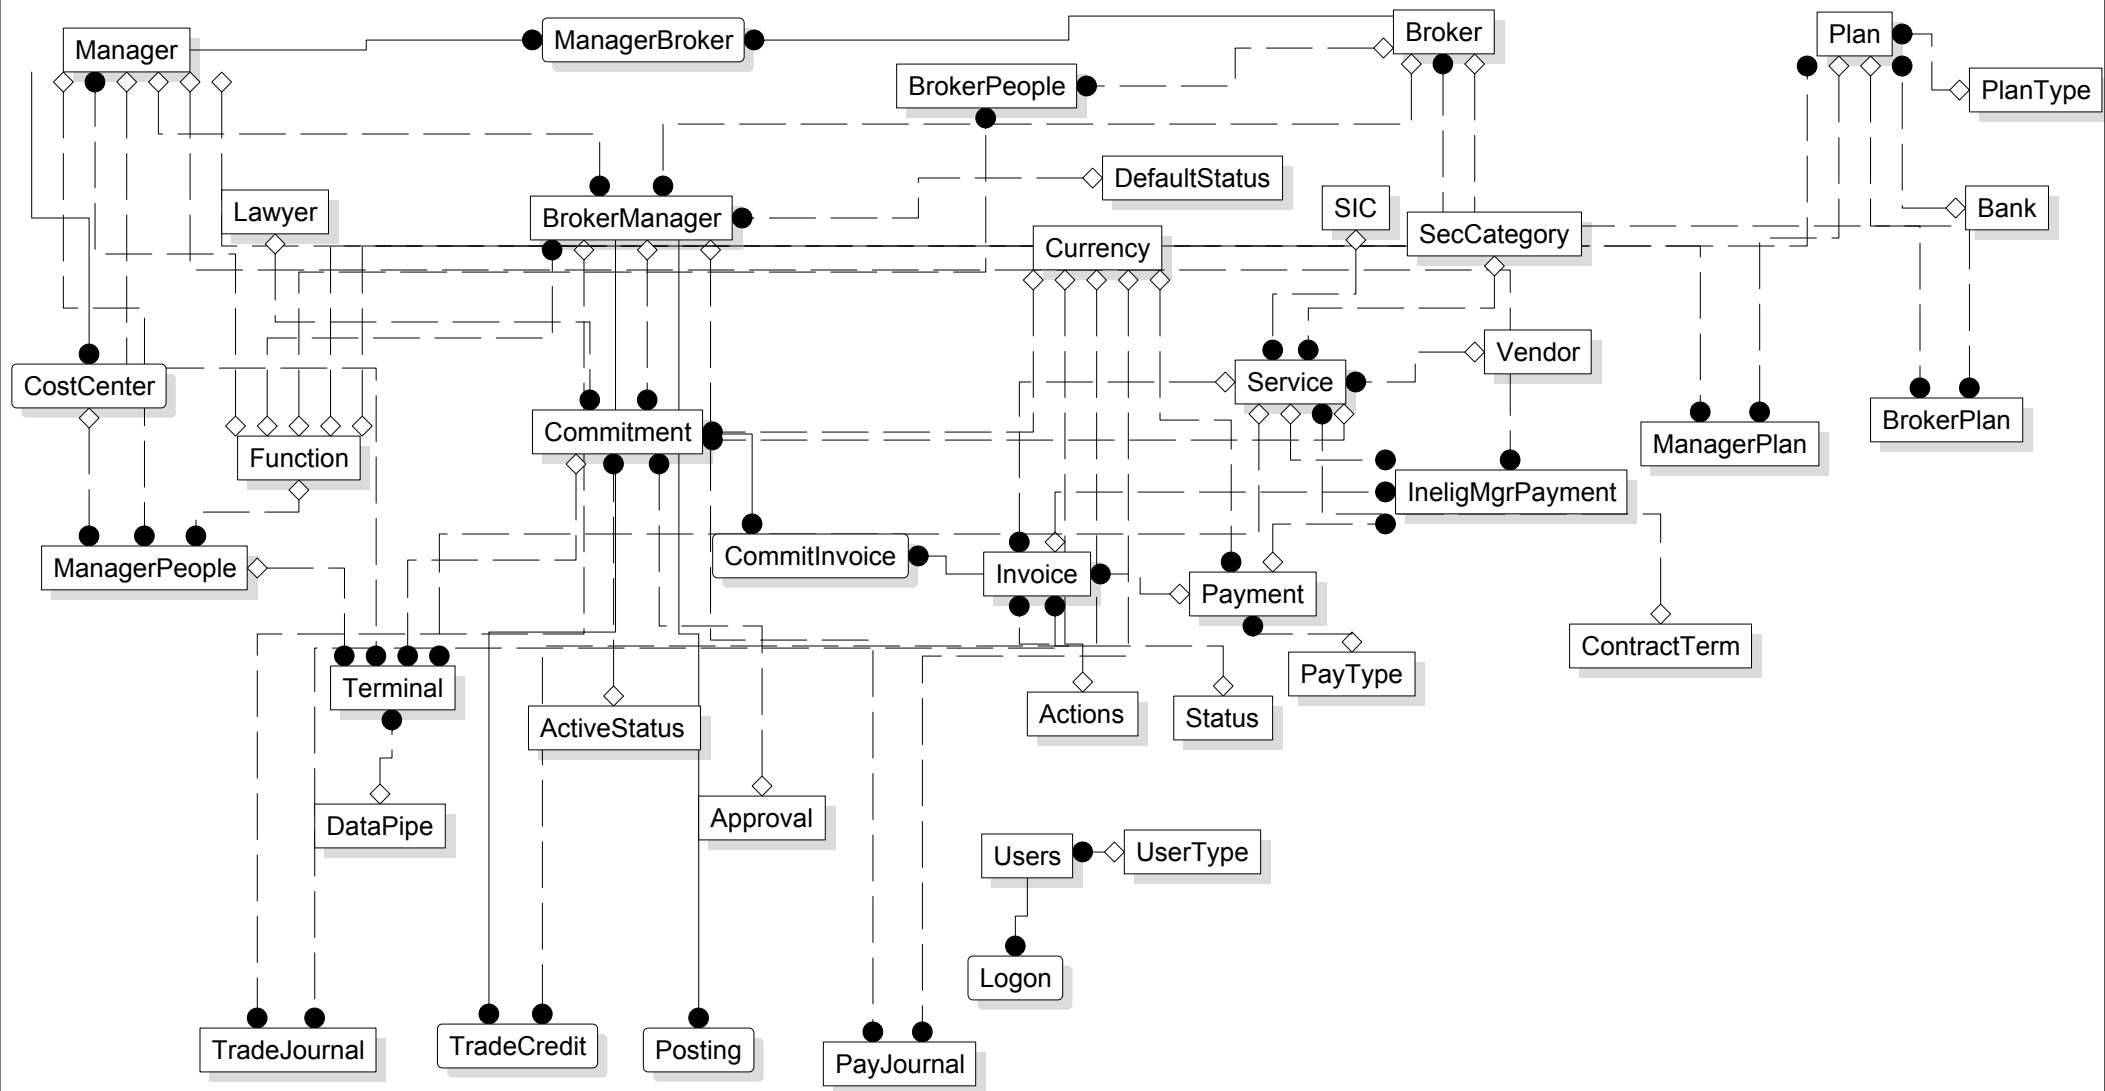 Manager
ManagerBroker
Broker
Plan
BrokerPeople
PlanType
DefaultStatus
Lawyer
BrokerManager
SIC
SecCategory
Bank
Currency
Vendor
CostCenter
Service
BrokerPlan
Commitment
ManagerPlan
Function
IneligMgrPayment
CommitInvoice
ManagerPeople
Invoice
Payment
ContractTerm
PayType
Terminal
ActiveStatus
Actions
Status
DataPipe
Approval
Users
UserType
Logon
TradeJournal
TradeCredit
Posting
PayJournal